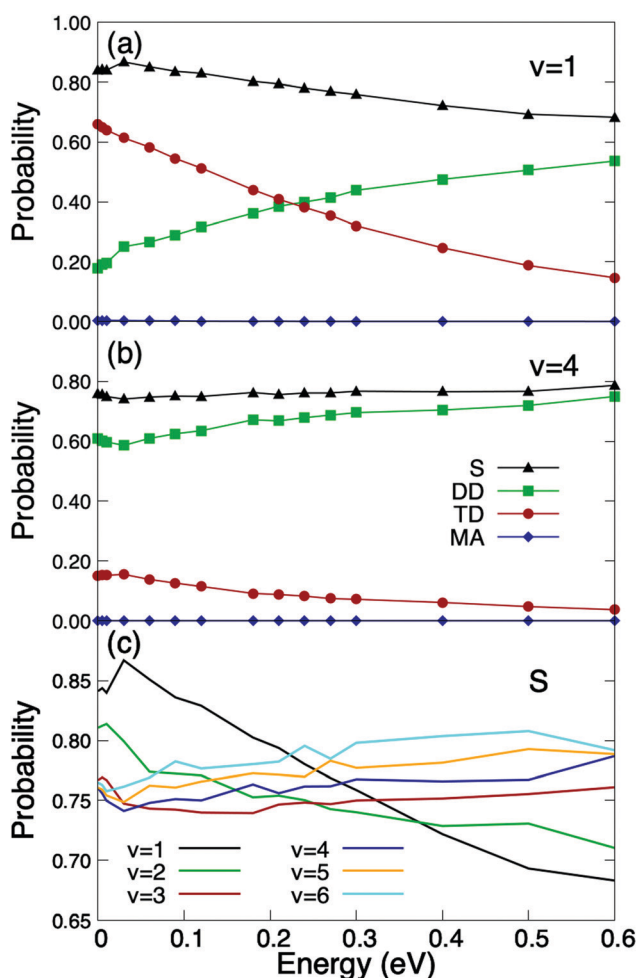 1.00
(a)
v=1
0.80
0.60
0.40
0.20
0.00
Probability
(b)
v=4
0.80
0.60
0.40
0.20
0.00
Probability
S
DD
TD
MA
(c)
S
0.85
0.80
0.75
0.70
0.65
Probability
v=1
v=2
v=3
v=4
v=5
v=6
0 0.1 0.2 0.3 0.4 0.5 0.6
Energy (eV)